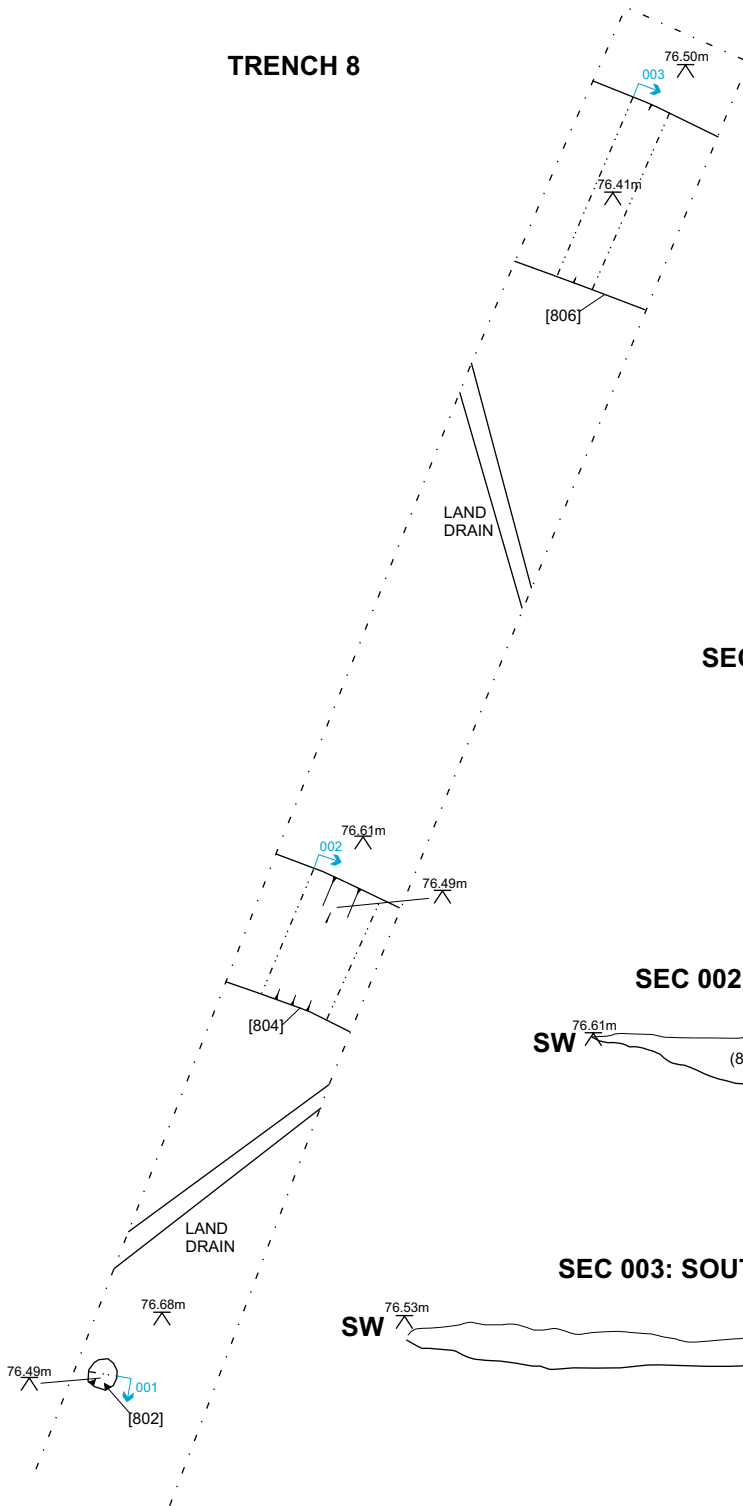 TRENCH 8
76.50m
003
76.41m
[806]
LAND
DRAIN
SEC
76.61m
002
76.49m
SEC 002
76.61m
SW
(8
[804]
LAND
DRAIN
SEC 003: SOUT
76.68m
76.53m
SW
76.49m
001
[802]